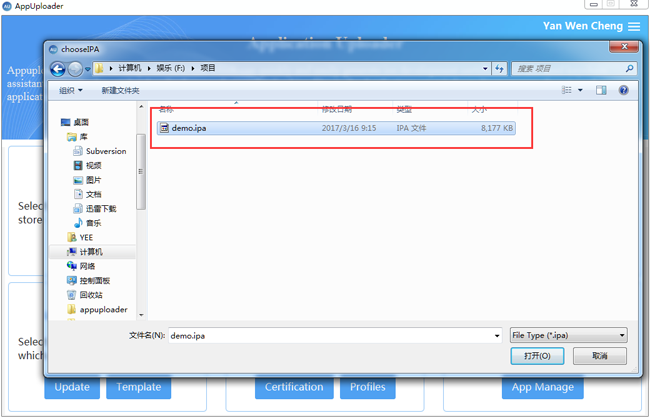 AppUploader
Yan Wen Cheng
chooseIPA
Application Uploader
计算机 娱乐 (F:) 项目
搜索 项目
Appuplo
assistan
applicat
组织 新建文件夹
名称 修改日期 类型 大小
demo.ipa 2017/3/16 9:15 IPA 文件 8,177 KB
桌面
库
Subversion
视频
图片
文档
迅雷下载
音乐
YEE
计算机
网络
控制面板
回收站
appuploader
Select
store
Select
which
文件名(N): demo.ipa File Type (*.ipa)
打开(O) 取消
Update Template Certification Profiles App Manage